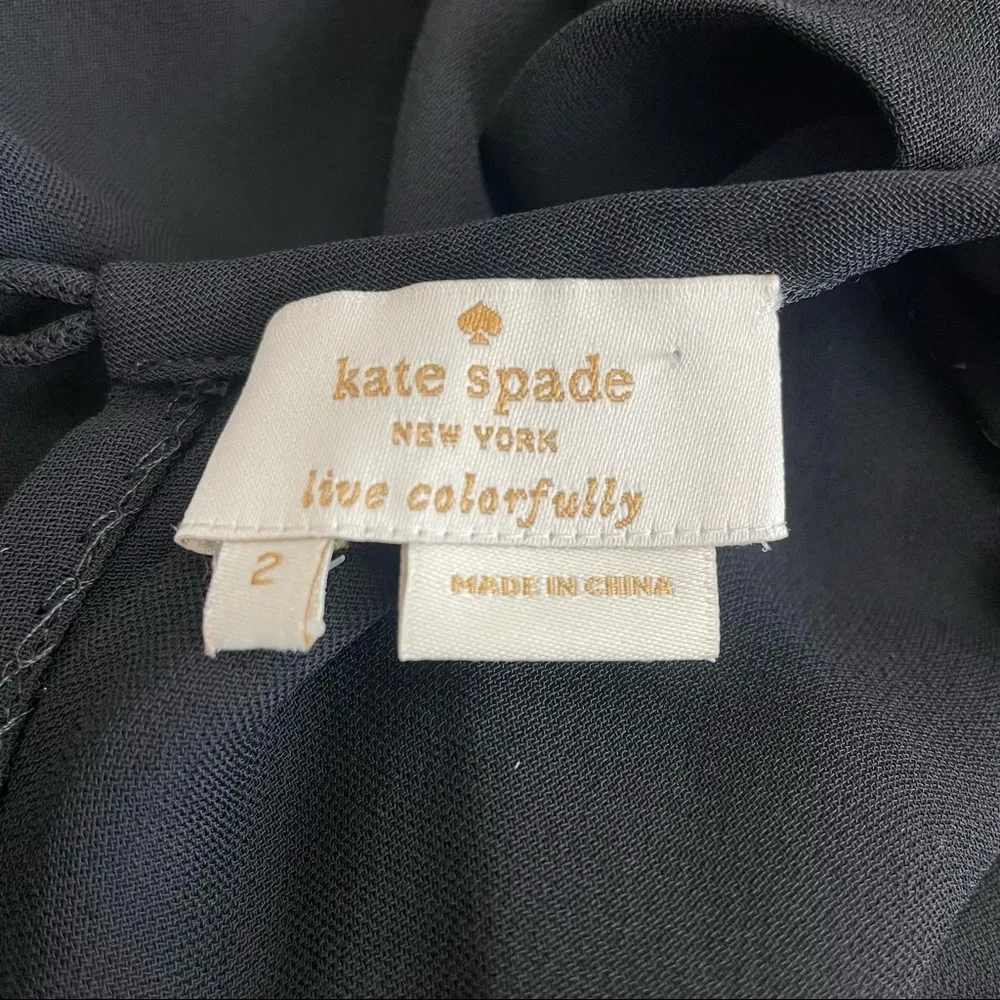 kate spade
NEW YORK
live colorfully
2
MADE IN CHINA